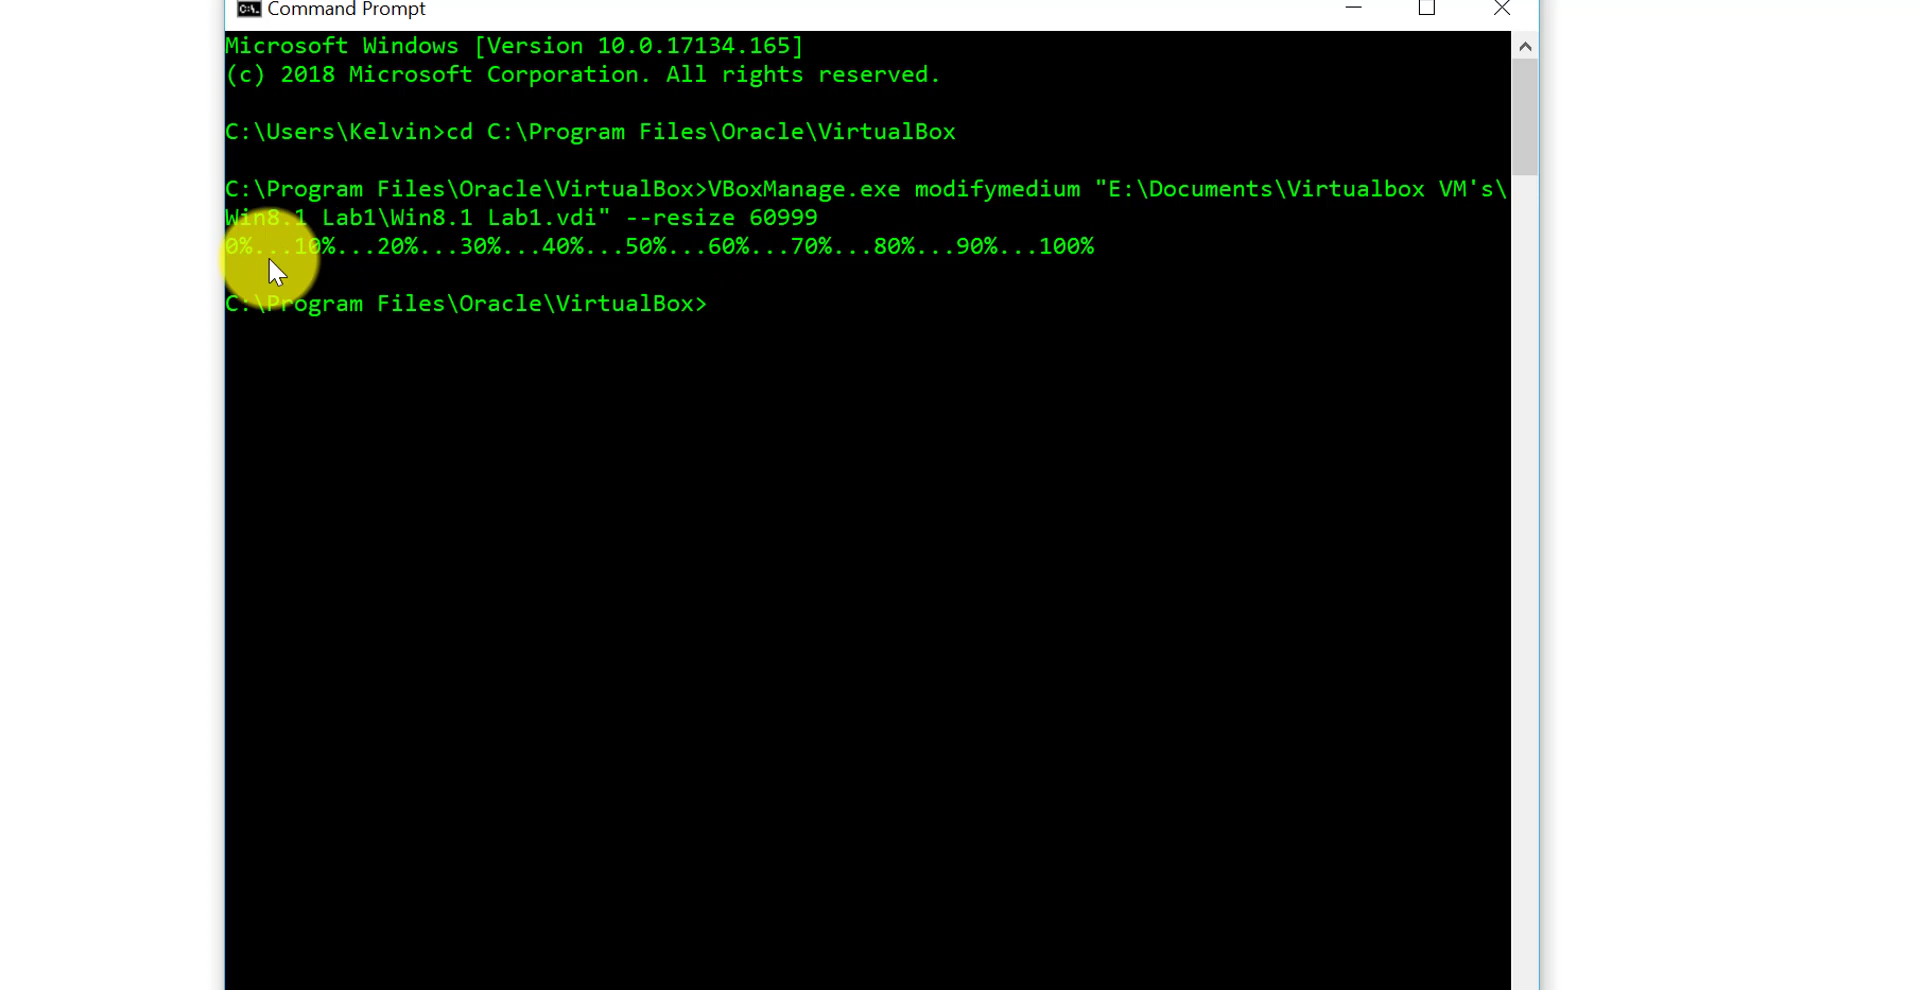 Command Prompt
Microsoft Windows [Version 10.0.17134.165]
(c) 2018 Microsoft Corporation. All rights reserved.
C:\Users\Kelvin>cd C:\Program Files\Oracle\VirtualBox
C:\Program Files\Oracle\VirtualBox>VBoxManage.exe modifymedium "E:\Documents\Virtualbox VM's\
Win8.1 Lab1\Win8.1 Lab1.vdi" --resize 60999
0%...10%...20%...30%...40%...50%...60%...70%...80%...90%...100%
C:\Program Files\Oracle\VirtualBox>